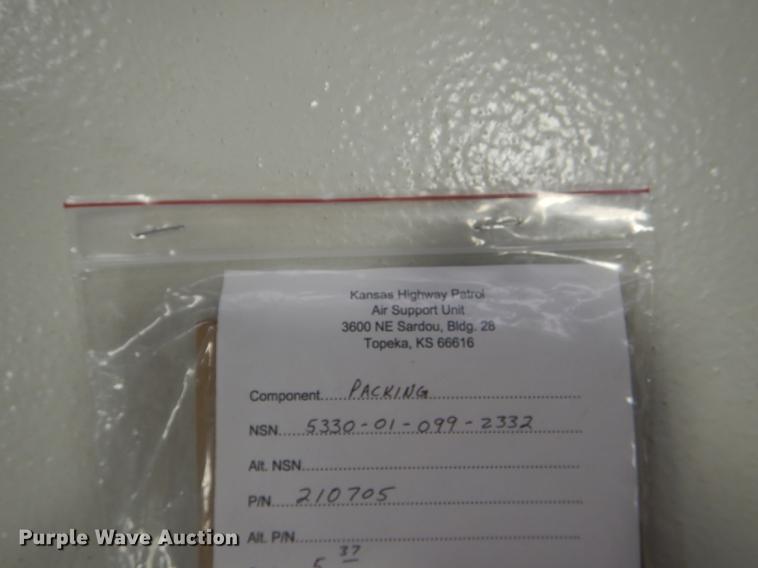 Kansas Highway Patrol
Air Support Unit
3600 NE Sardou, Bldg. 28
Topeka, KS 66616
Component.....PACKING
NSN.....5330-01-099-2332
Alt. NSN
P/N.....210705
Alt. P/N
37
Purple Wave Auction